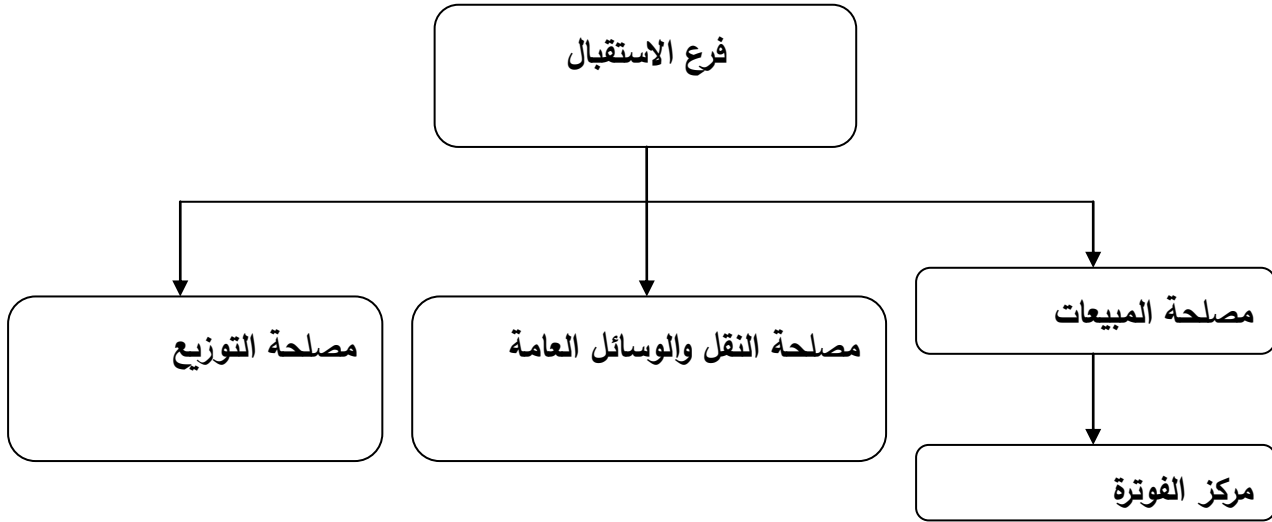 فرع الاستقبال
مصلحة المبيعات
مصلحة النقل والوسائل العامة
مصلحة التوزيع
مركز الفوترة